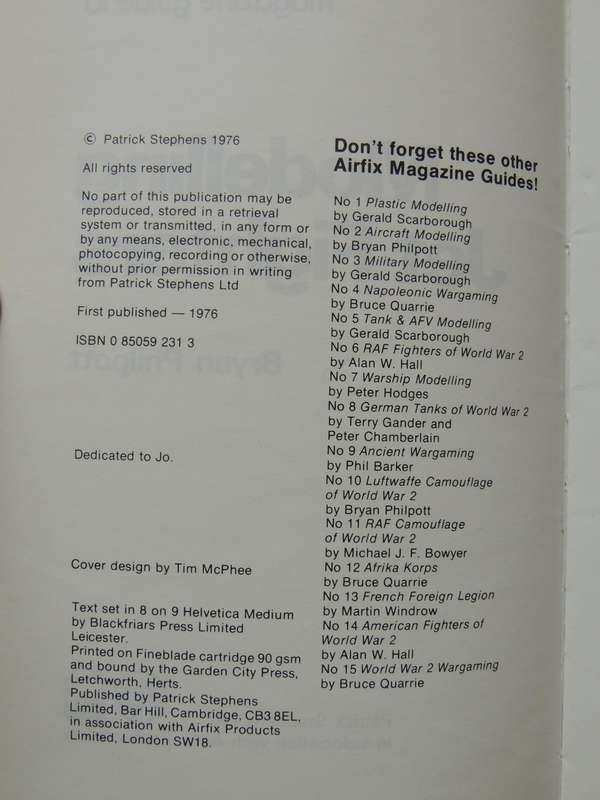 © Patrick Stephens 1976
All rights reserved
No part of this publication may be
reproduced, stored in a retrieval
system or transmitted, in any form or
by any means, electronic, mechanical,
photocopying, recording or otherwise,
without prior permission in writing
from Patrick Stephens Ltd
First published — 1976
ISBN 0 85059 231 3
Dedicated to Jo.
Cover design by Tim McPhee
Text set in 8 on 9 Helvetica Medium
by Blackfriars Press Limited
Leicester.
Printed on Fineblade cartridge 90 gsm
and bound by the Garden City Press,
Letchworth, Herts.
Published by Patrick Stephens
Limited, Bar Hill, Cambridge, CB3 8EL,
in association with Airfix Products
Limited, London SW18.
Don't forget these other
Airfix Magazine Guides!
No 1 Plastic Modelling
by Gerald Scarborough
No 2 Aircraft Modelling
by Bryan Philpott
No 3 Military Modelling
by Gerald Scarborough
No 4 Napoleonic Wargaming
by Bruce Quarrie
No 5 Tank & AFV Modelling
by Gerald Scarborough
No 6 RAF Fighters of World War 2
by Alan W. Hall
No 7 Warship Modelling
by Peter Hodges
No 8 German Tanks of World War 2
by Terry Gander and
Peter Chamberlain
No 9 Ancient Wargaming
by Phil Barker
No 10 Luftwaffe Camouflage
of World War 2
by Bryan Philpott
No 11 RAF Camouflage
of World War 2
by Michael J. F. Bowyer
No 12 Afrika Korps
by Bruce Quarrie
No 13 French Foreign Legion
by Martin Windrow
No 14 American Fighters of
World War 2
by Alan W. Hall
No 15 World War 2 Wargaming
by Bruce Quarrie